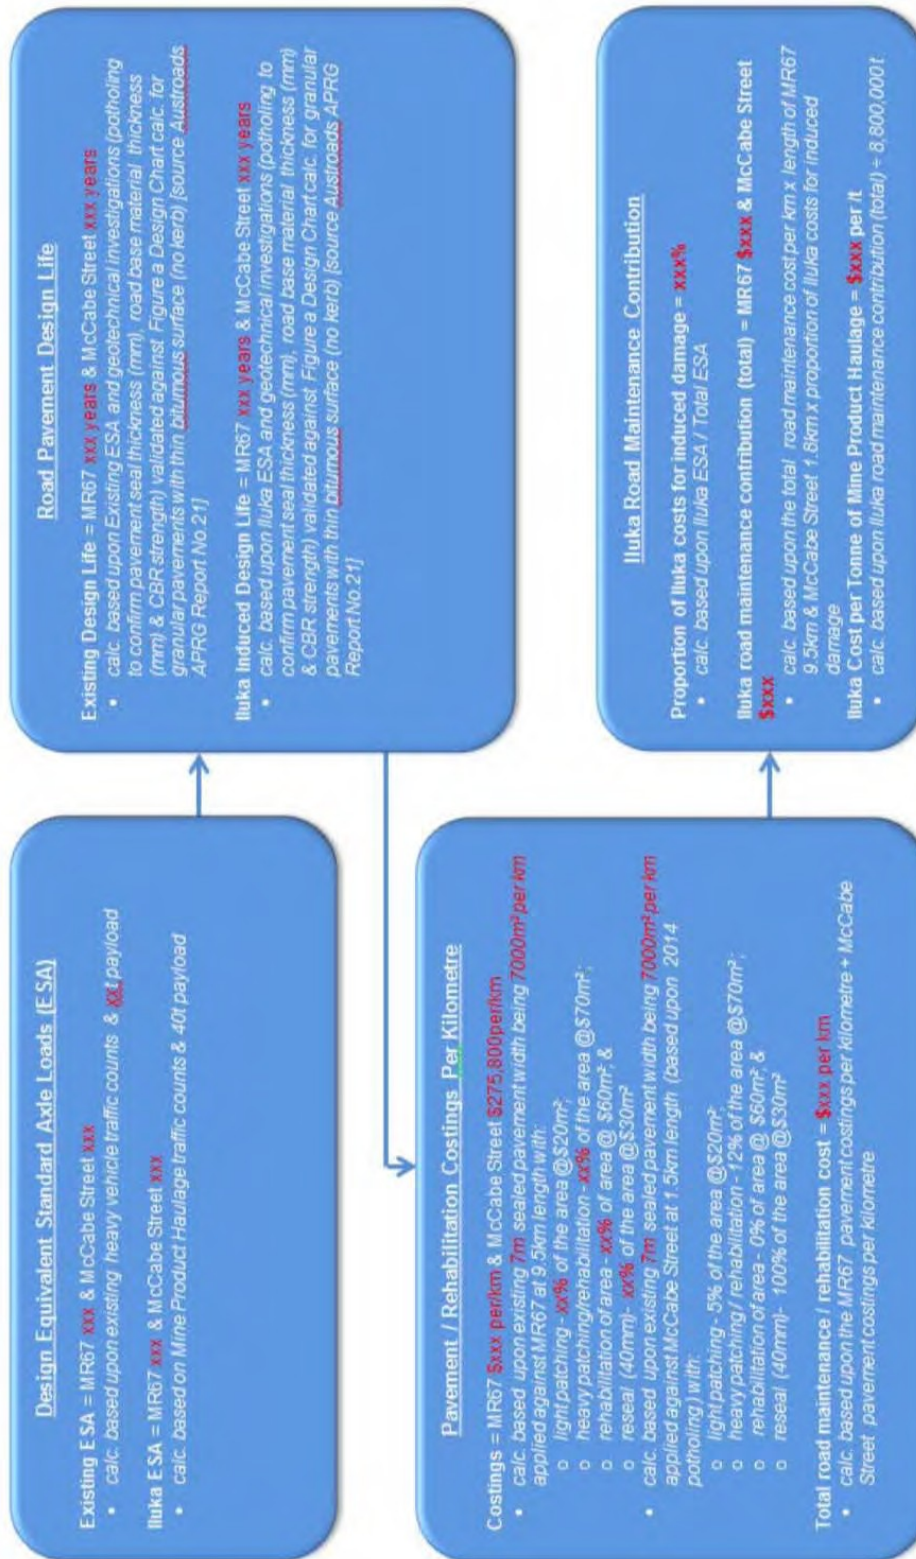 Design Equivalent Standard Axle Loads (ESA)
Existing ESA = MR67 xxx & McCabe Street xxx
• calc. based upon existing heavy vehicle traffic counts & xx t payload
Iluka ESA = MR67 xxx & McCabe Street xxx
• calc. based on Mine Product Haulage traffic counts & 40t payload
Road Pavement Design Life
Existing Design Life = MR67 xxx years & McCabe Street xxx years
• calc. based upon Existing ESA and geotechnical investigations (potholing
to confirm pavement seal thickness (mm), road base material thickness
(mm) & CBR strength) validated against Figure a Design Chart calc. for
granular pavements with thin bitumous surface (no kerb) [source Austroads
APRG Report No.21]
Iluka Induced Design Life = MR67 xxx years & McCabe Street xxx years
• calc. based upon Iluka ESA and geotechnical investigations (potholing to
confirm pavement seal thickness (mm), road base material thickness (mm)
& CBR strength) validated against Figure a Design Chart calc. for granular
pavements with thin bitumous surface (no kerb) [source Austroads APRG
Report No.21]
Pavement / Rehabilitation Costings Per Kilometre
Costings = MR67 $xxx per/km & McCabe Street $275,800per/km
• calc. based upon existing 7m sealed pavement width being 7000m² per km
applied against MR67 at 9.5km length with:
o light patching - xx% of the area @$20m²;
o heavy patching/rehabilitation - xx% of the area @$70m²;
o rehabilitation of area - xx% of area @ $60m²; &
o reseal (40mm)- xx% of the area @$30m²
• calc. based upon existing 7m sealed pavement width being 7000m² per km
applied against McCabe Street at 1.5km length (based upon 2014
potholing) with:
o light patching - 5% of the area @$20m²;
o heavy patching / rehabilitation - 12% of the area @$70m²;
o rehabilitation of area - 0% of area @ $60m²; &
o reseal (40mm)- 100% of the area @$30m²
Total road maintenance / rehabilitation cost = $xxx per km
• calc. based upon the MR67 pavement costings per kilometre + McCabe
Street pavement costings per kilometre
Iluka Road Maintenance Contribution
Proportion of Iluka costs for induced damage = xxx%
• calc. based upon Iluka ESA / Total ESA
Iluka road maintenance contribution (total) = MR67 $xxx & McCabe Street
$xxx
• calc. based upon the total road maintenance cost per km x length of MR67
9.5km & McCabe Street 1.8km x proportion of Iluka costs for induced
damage
Iluka Cost per Tonne of Mine Product Haulage = $xxx per /t
• calc. based upon Iluka road maintenance contribution (total) ÷ 8,800,000t